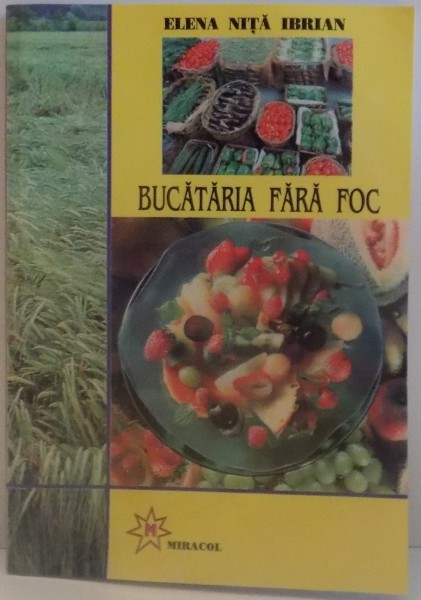 ELENA NIȚĂ IBRIAN
BUCĂTĂRIA FĂRĂ FOC
M
MIRACOL